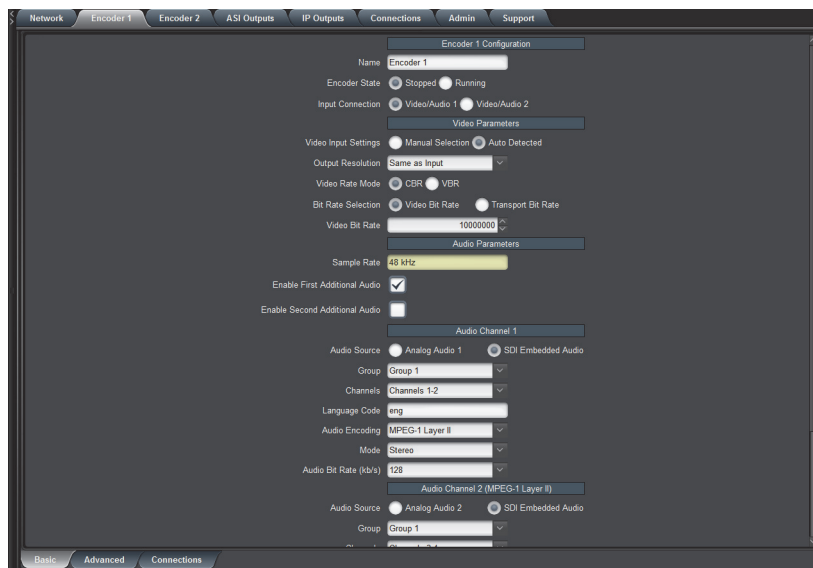 Network Encoder 1 Encoder 2 ASI Outputs IP Outputs Connections Admin Support
Encoder 1 Configuration
Name Encoder 1
Encoder State Stopped Running
Input Connection Video/Audio 1 Video/Audio 2
Video Parameters
Video Input Settings Manual Selection Auto Detected
Output Resolution Same as Input
Video Rate Mode CBR VBR
Bit Rate Selection Video Bit Rate Transport Bit Rate
Video Bit Rate 10000000
Audio Parameters
Sample Rate 48 kHz
Enable First Additional Audio
Enable Second Additional Audio
Audio Channel 1
Audio Source Analog Audio 1 SDI Embedded Audio
Group Group 1
Channels Channels 1-2
Language Code eng
Audio Encoding MPEG-1 Layer II
Mode Stereo
Audio Bit Rate (kb/s) 128
Audio Channel 2 (MPEG-1 Layer II)
Audio Source Analog Audio 2 SDI Embedded Audio
Group Group 1
Basic Advanced Connections